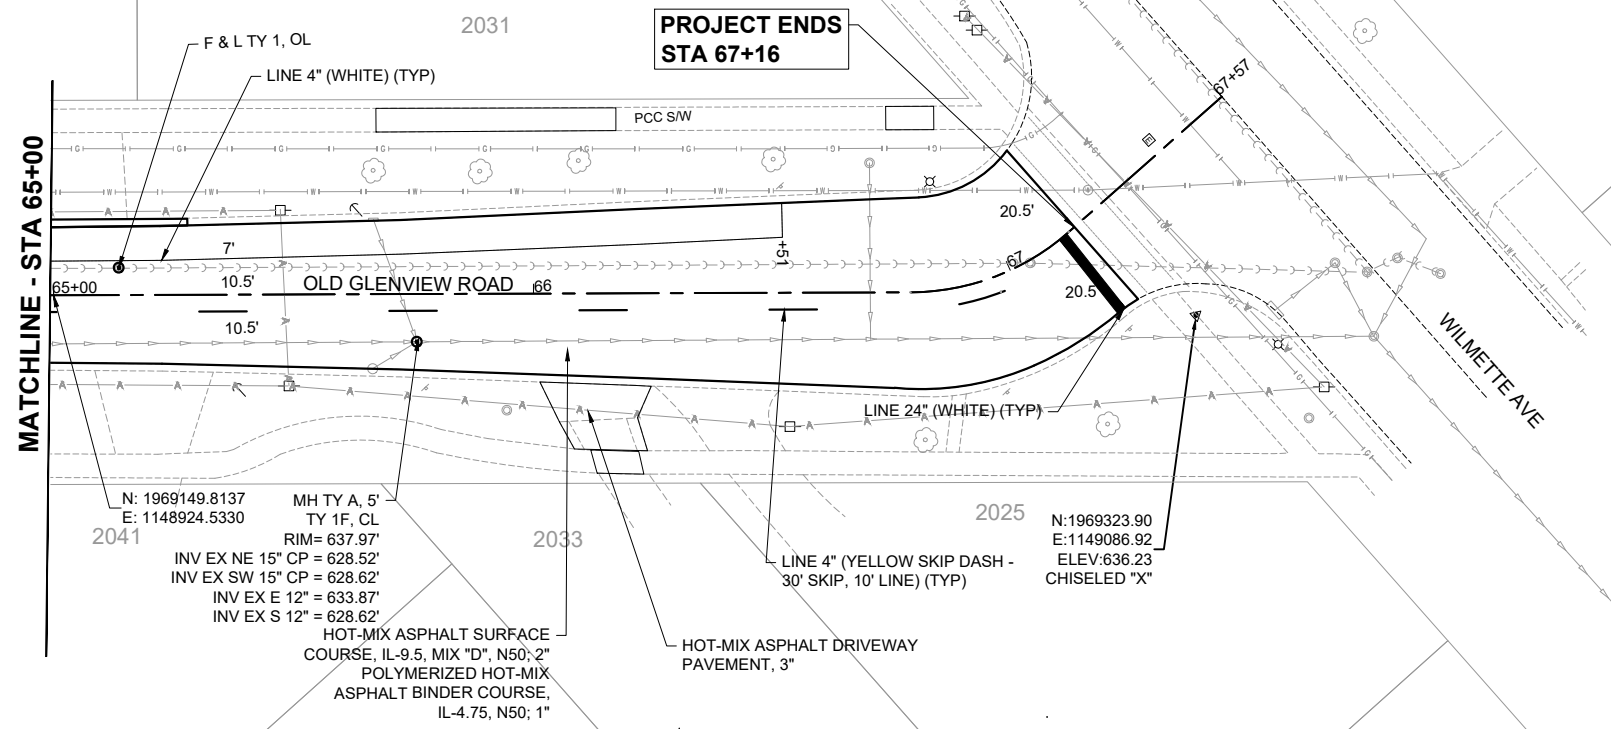 2031
PROJECT ENDS
STA 67+16
F & L TY 1, OL
LINE 4" (WHITE) (TYP)
67+57
PCC S/W
MATCHLINE - STA 65+00
7'
20.5'
+51
67
65+00
10.5'
OLD GLENVIEW ROAD
66
20.5'
10.5'
WILMETTE AVE
LINE 24" (WHITE) (TYP)
N: 1969149.8137
E: 1148924.5330
2041
MH TY A, 5'
TY 1F, CL
RIM= 637.97'
INV EX NE 15" CP = 628.52'
INV EX SW 15" CP = 628.62'
INV EX E 12" = 633.87'
INV EX S 12" = 628.62'
2033
2025
N:1969323.90
E:1149086.92
ELEV:636.23
CHISELED "X"
LINE 4" (YELLOW SKIP DASH -
30' SKIP, 10' LINE) (TYP)
HOT-MIX ASPHALT SURFACE
COURSE, IL-9.5, MIX "D", N50; 2"
POLYMERIZED HOT-MIX
ASPHALT BINDER COURSE,
IL-4.75, N50; 1"
HOT-MIX ASPHALT DRIVEWAY
PAVEMENT, 3"